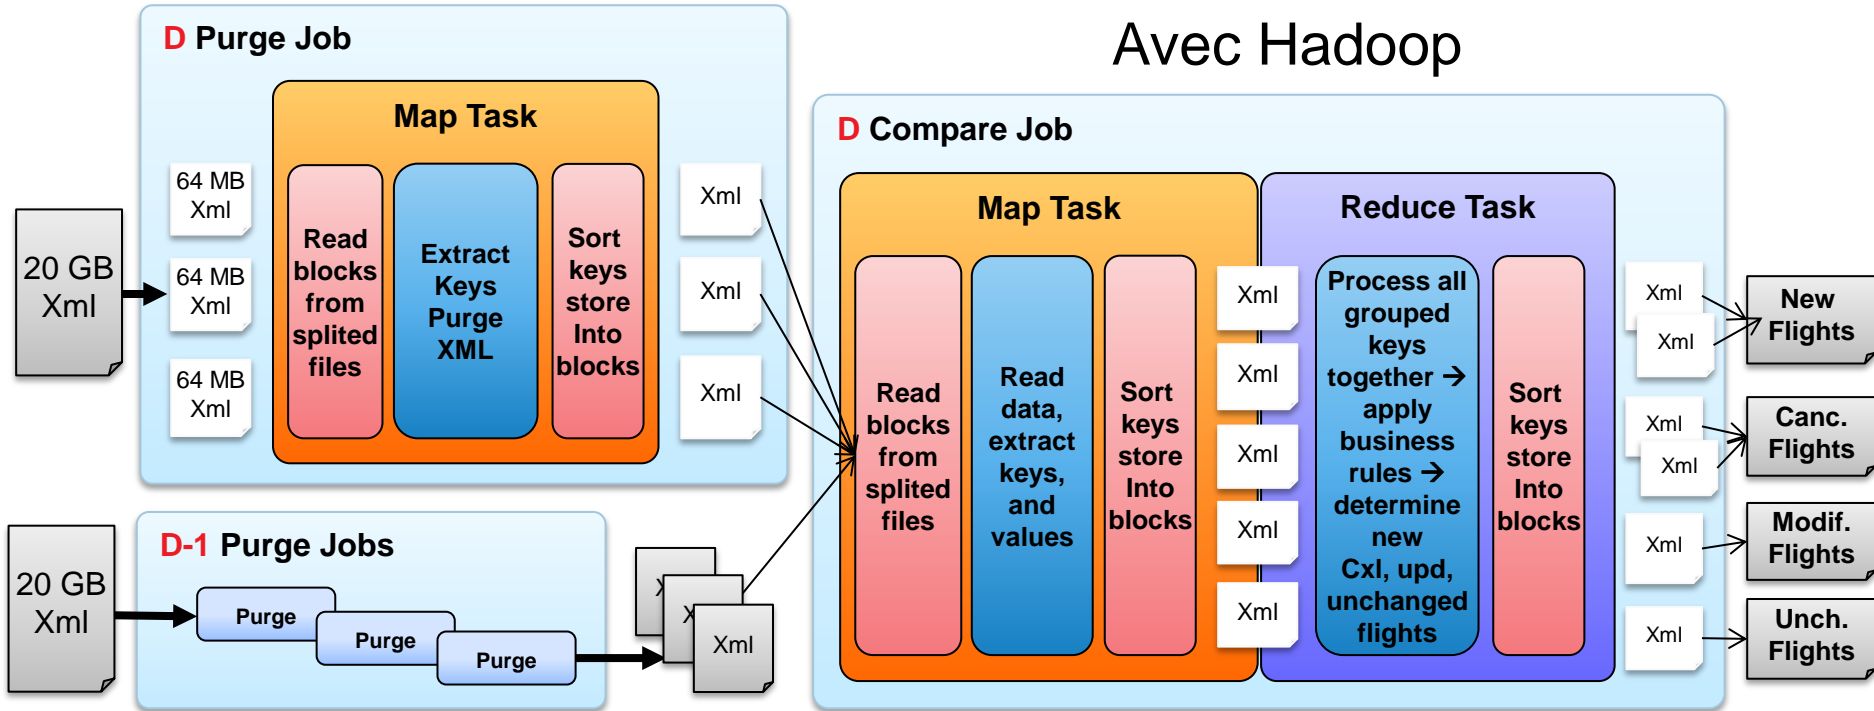 Avec Hadoop
D Purge Job
Map Task
20 GB
Xml
64 MB
Xml
64 MB
Xml
64 MB
Xml
Read
blocks
from
splited
files
Extract
Keys
Purge
XML
Sort
keys
store
Into
blocks
Xml
Xml
Xml
D-1 Purge Jobs
20 GB
Xml
Purge
Purge
Purge
Xml
D Compare Job
Map Task
Read
blocks
from
splited
files
Read
data,
extract
keys,
and
values
Sort
keys
store
Into
blocks
Xml
Xml
Xml
Xml
Xml
Reduce Task
Process all
grouped
keys
together →
apply
business
rules →
determine
new
Cxl, upd,
unchanged
flights
Sort
keys
store
Into
blocks
Xml
Xml
Xml
Xml
Xml
Xml
New
Flights
Canc.
Flights
Modif.
Flights
Unch.
Flights